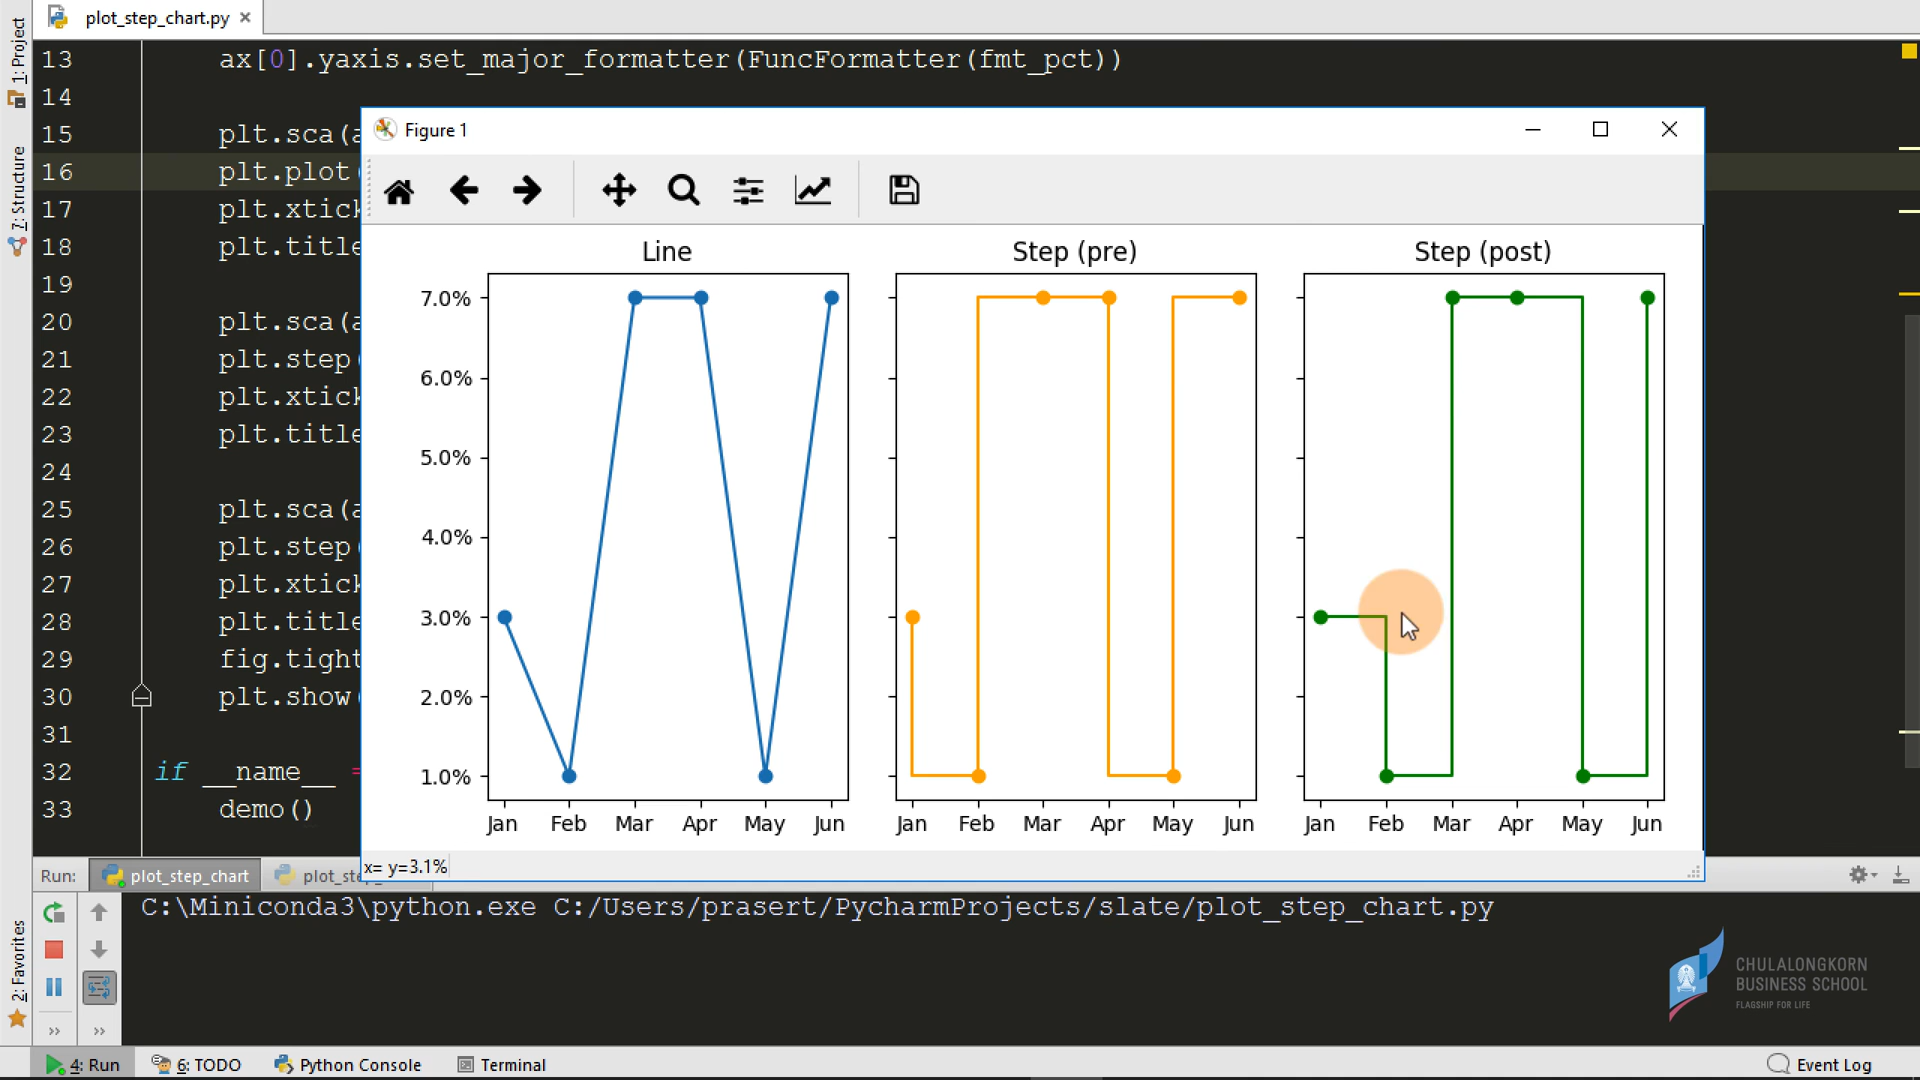 plot_step_chart.py
1: Project
7: Structure
2: Favorites
13 ax[0].yaxis.set_major_formatter(FuncFormatter(fmt_pct))
14
15 plt.sca(
16 plt.plot
17 plt.xtick
18 plt.title
19
20 plt.sca(
21 plt.step
22 plt.xtick
23 plt.title
24
25 plt.sca(
26 plt.step
27 plt.xtick
28 plt.title
29 fig.tight
30 plt.show
31
32 if __name__ =
33 demo()
Figure 1
Line
Step (pre)
Step (post)
7.0%
6.0%
5.0%
4.0%
3.0%
2.0%
1.0%
Jan Feb Mar Apr May Jun
Jan Feb Mar Apr May Jun
Jan Feb Mar Apr May Jun
x= y=3.1%
Run: plot_step_chart
C:\Miniconda3\python.exe C:/Users/prasert/PycharmProjects/slate/plot_step_chart.py
CHULALONGKORN
BUSINESS SCHOOL
FLAGSHIP FOR LIFE
4: Run 6: TODO Python Console Terminal Event Log